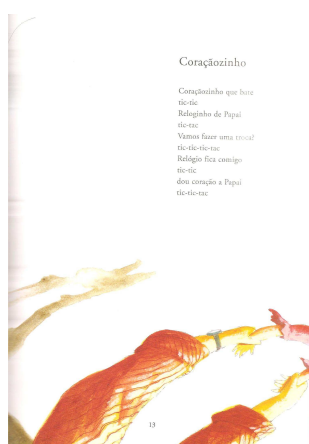 Coraçãozinho
Coraçãozinho que bate
tic-tic
Reloginho de Papai
tic-tac
Vamos fazer uma troca?
tic-tic-tic-tac
Relógio fica comigo
tic-tic
dou coração a Papai
tic-tic-tac
13